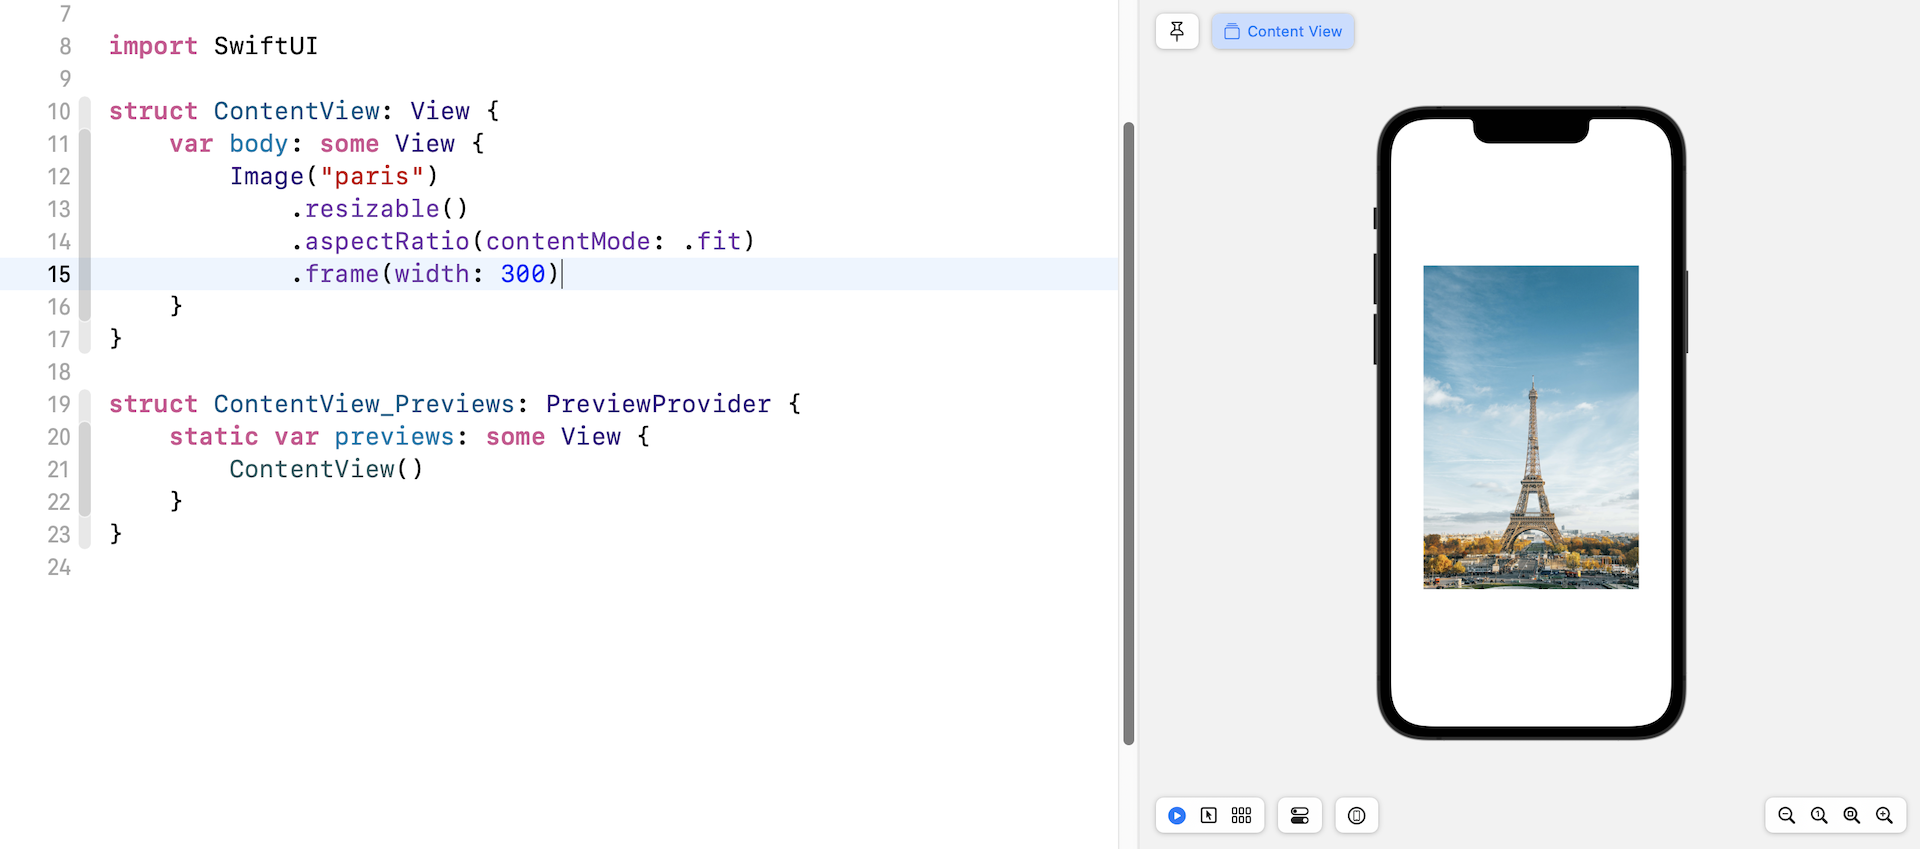 7
8 import SwiftUI
9
10 struct ContentView: View {
11 var body: some View {
12 Image("paris")
13 .resizable()
14 .aspectRatio(contentMode: .fit)
15 .frame(width: 300)
16 }
17 }
18
19 struct ContentView_Previews: PreviewProvider {
20 static var previews: some View {
21 ContentView()
22 }
23 }
24
Content View